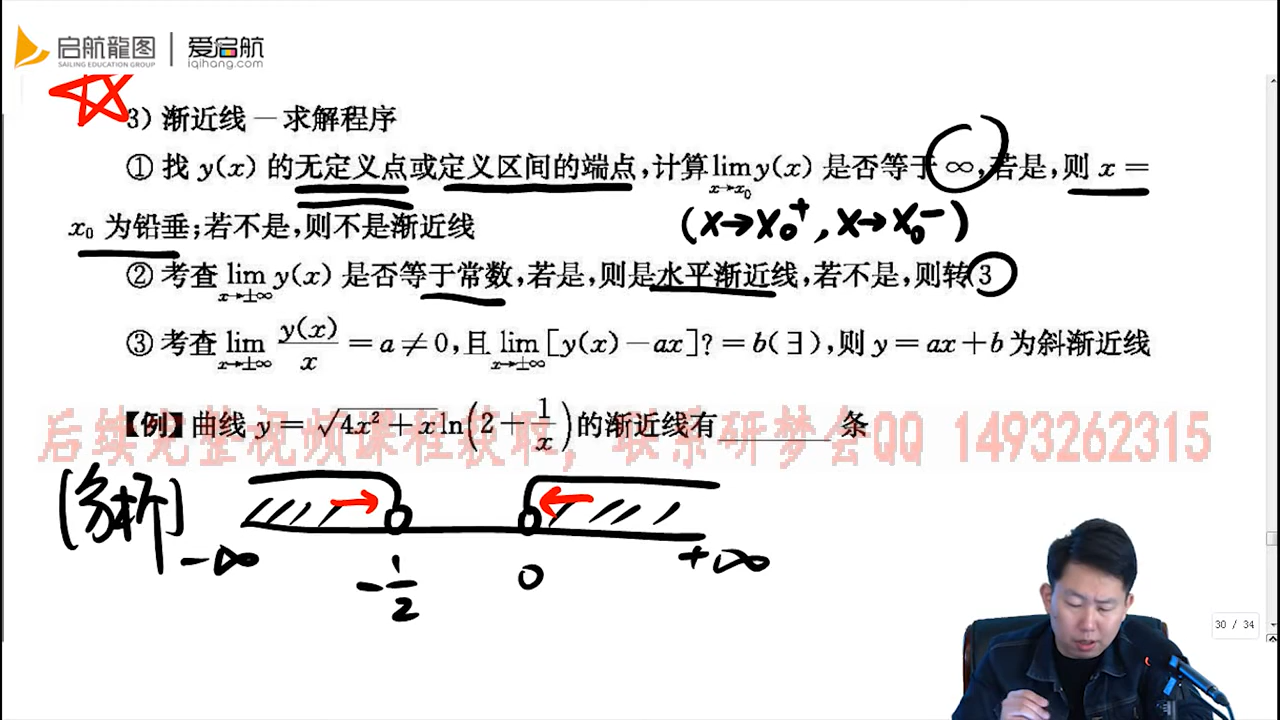 启航龍图 | 爱启航
SAILING EDUCATION GROUP iqihang.com
3) 渐近线 — 求解程序
① 找 y(x) 的无定义点或定义区间的端点,计算 lim_{x→x₀} y(x) 是否等于 ∞,若是,则 x =
x₀ 为铅垂;若不是,则不是渐近线
(x→x₀⁺, x→x₀⁻)
② 考查 lim_{x→±∞} y(x) 是否等于常数,若是,则是水平渐近线,若不是,则转 3
③ 考查 lim_{x→±∞} y(x)/x = a ≠ 0,且 lim_{x→±∞} [y(x) − ax]? = b(∃),则 y = ax + b 为斜渐近线
【例】曲线 y = √(4x² + x) ln(2 + 1/x) 的渐近线有 ______ 条
后续完整视频课程获取,联系研梦会QQ 1493262315
[分析]
-∞ -1/2 0 +∞
30 / 34